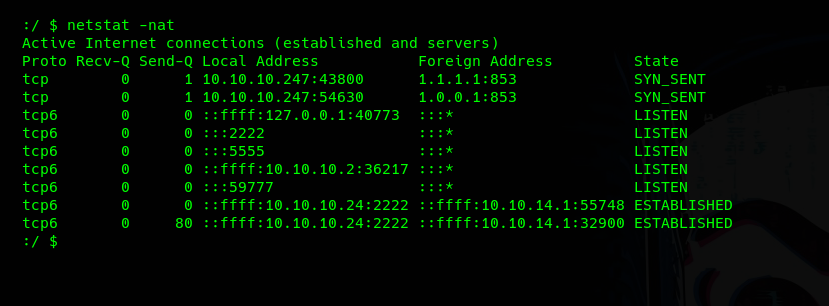 :/ $ netstat -nat
Active Internet connections (established and servers)
Proto Recv-Q Send-Q Local Address           Foreign Address         State
tcp        0      1 10.10.10.247:43800      1.1.1.1:853             SYN_SENT
tcp        0      1 10.10.10.247:54630      1.0.0.1:853             SYN_SENT
tcp6       0      0 ::ffff:127.0.0.1:40773  :::*                    LISTEN
tcp6       0      0 :::2222                 :::*                    LISTEN
tcp6       0      0 :::5555                 :::*                    LISTEN
tcp6       0      0 ::ffff:10.10.10.2:36217 :::*                    LISTEN
tcp6       0      0 :::59777                :::*                    LISTEN
tcp6       0      0 ::ffff:10.10.10.24:2222 ::ffff:10.10.14.1:55748 ESTABLISHED
tcp6       0     80 ::ffff:10.10.10.24:2222 ::ffff:10.10.14.1:32900 ESTABLISHED
:/ $